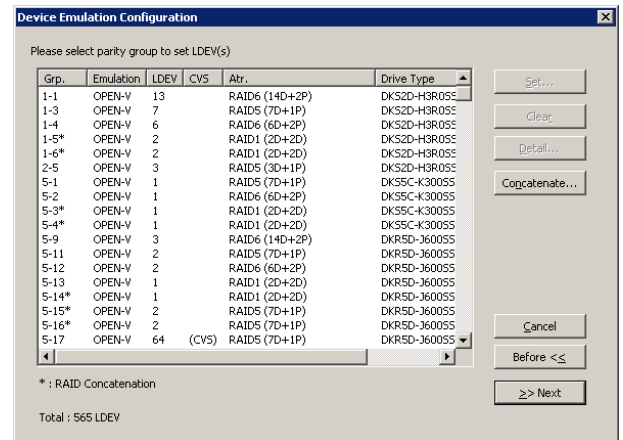 Device Emulation Configuration
Please select parity group to set LDEV(s)
Grp. Emulation LDEV CVS Atr. Drive Type
1-1 OPEN-V 13 RAID6 (14D+2P) DKS2D-H3R0SS
1-3 OPEN-V 7 RAID5 (7D+1P) DKS2D-H3R0SS
1-4 OPEN-V 6 RAID6 (6D+2P) DKS2D-H3R0SS
1-5* OPEN-V 2 RAID1 (2D+2D) DKS2D-H3R0SS
1-6* OPEN-V 2 RAID1 (2D+2D) DKS2D-H3R0SS
2-5 OPEN-V 3 RAID5 (3D+1P) DKS2D-H3R0SS
5-1 OPEN-V 1 RAID5 (7D+1P) DKS5C-K300SS
5-2 OPEN-V 1 RAID6 (6D+2P) DKS5C-K300SS
5-3* OPEN-V 1 RAID1 (2D+2D) DKS5C-K300SS
5-4* OPEN-V 1 RAID1 (2D+2D) DKS5C-K300SS
5-9 OPEN-V 3 RAID6 (14D+2P) DKR5D-J600SS
5-11 OPEN-V 2 RAID5 (7D+1P) DKR5D-J600SS
5-12 OPEN-V 2 RAID6 (6D+2P) DKR5D-J600SS
5-13 OPEN-V 1 RAID1 (2D+2D) DKR5D-J600SS
5-14* OPEN-V 1 RAID1 (2D+2D) DKR5D-J600SS
5-15* OPEN-V 2 RAID5 (7D+1P) DKR5D-J600SS
5-16* OPEN-V 2 RAID5 (7D+1P) DKR5D-J600SS
5-17 OPEN-V 64 (CVS) RAID5 (7D+1P) DKR5D-J600SS
Set...
Clear
Detail...
Concatenate...
Cancel
Before <<
>> Next
* : RAID Concatenation
Total : 565 LDEV